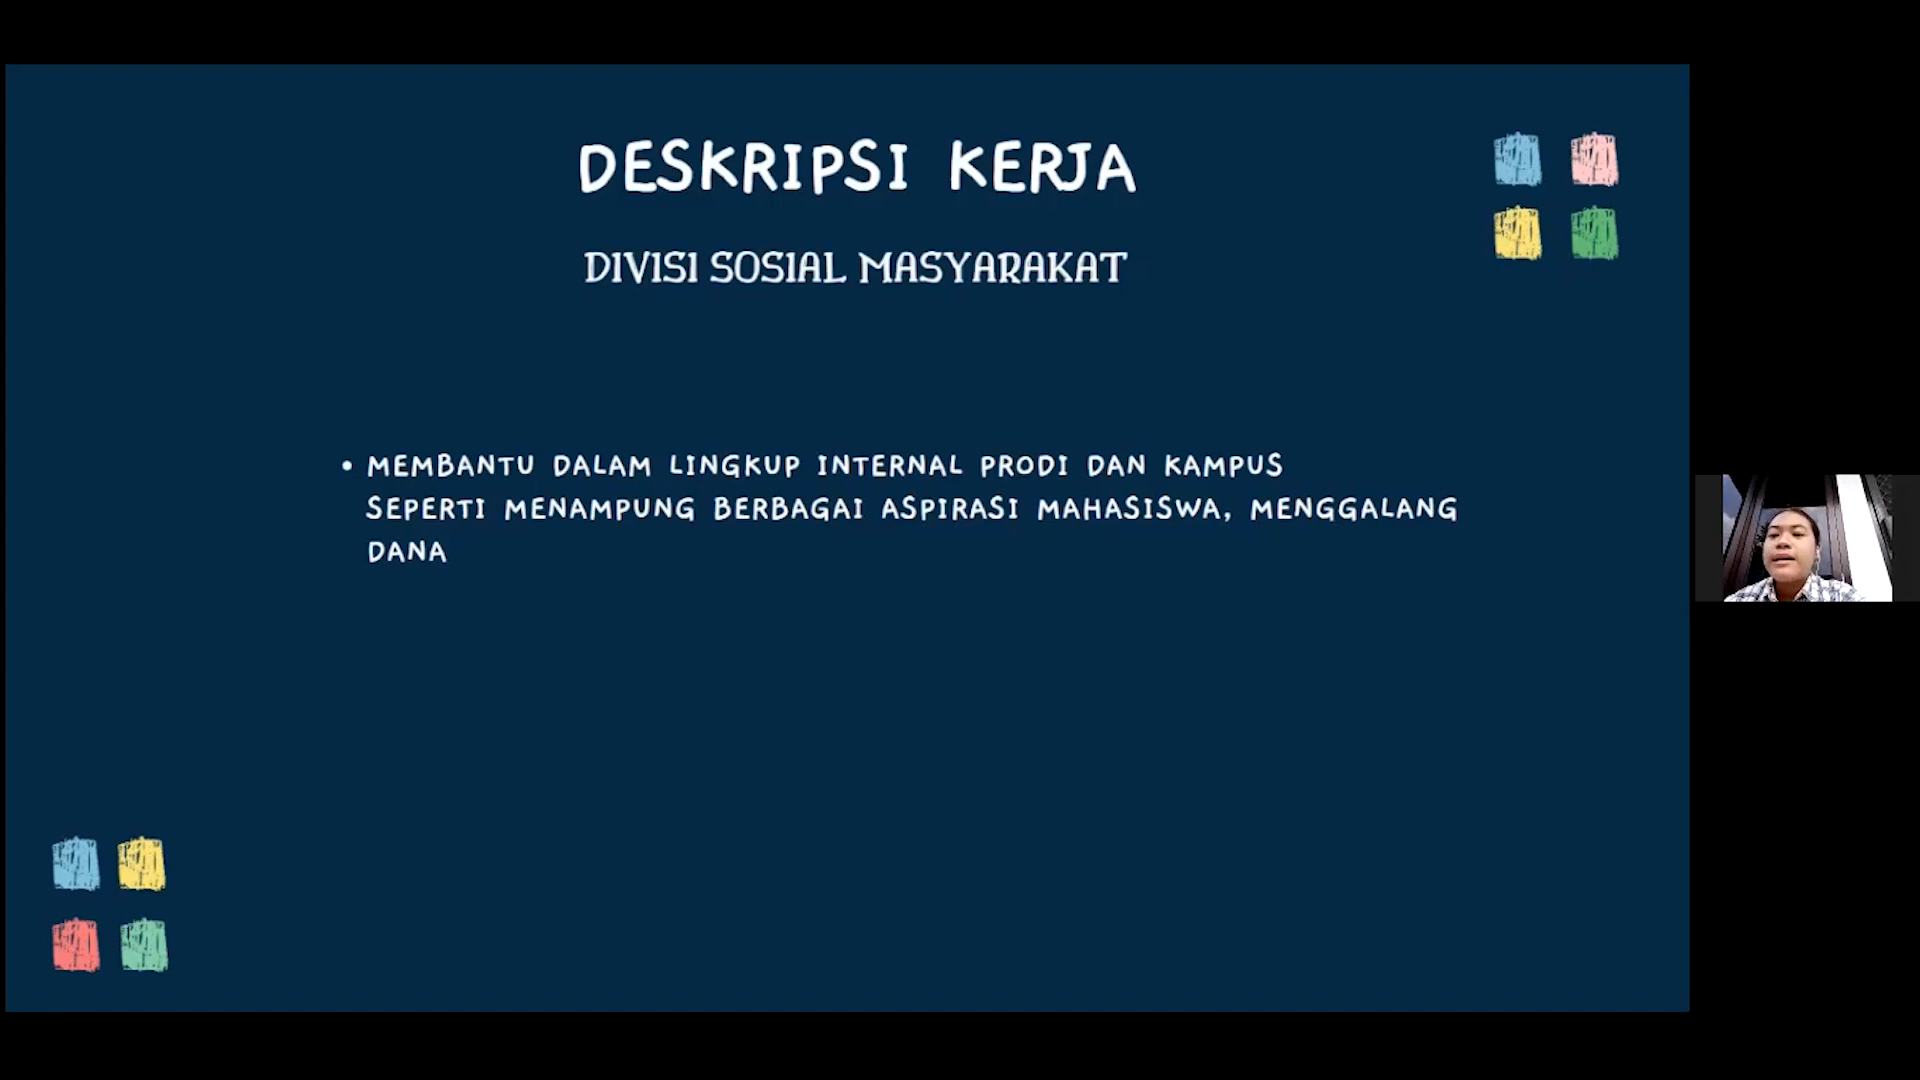 DESKRIPSI KERJA
DIVISI SOSIAL MASYARAKAT
• MEMBANTU DALAM LINGKUP INTERNAL PRODI DAN KAMPUS
SEPERTI MENAMPUNG BERBAGAI ASPIRASI MAHASISWA, MENGGALANG
DANA